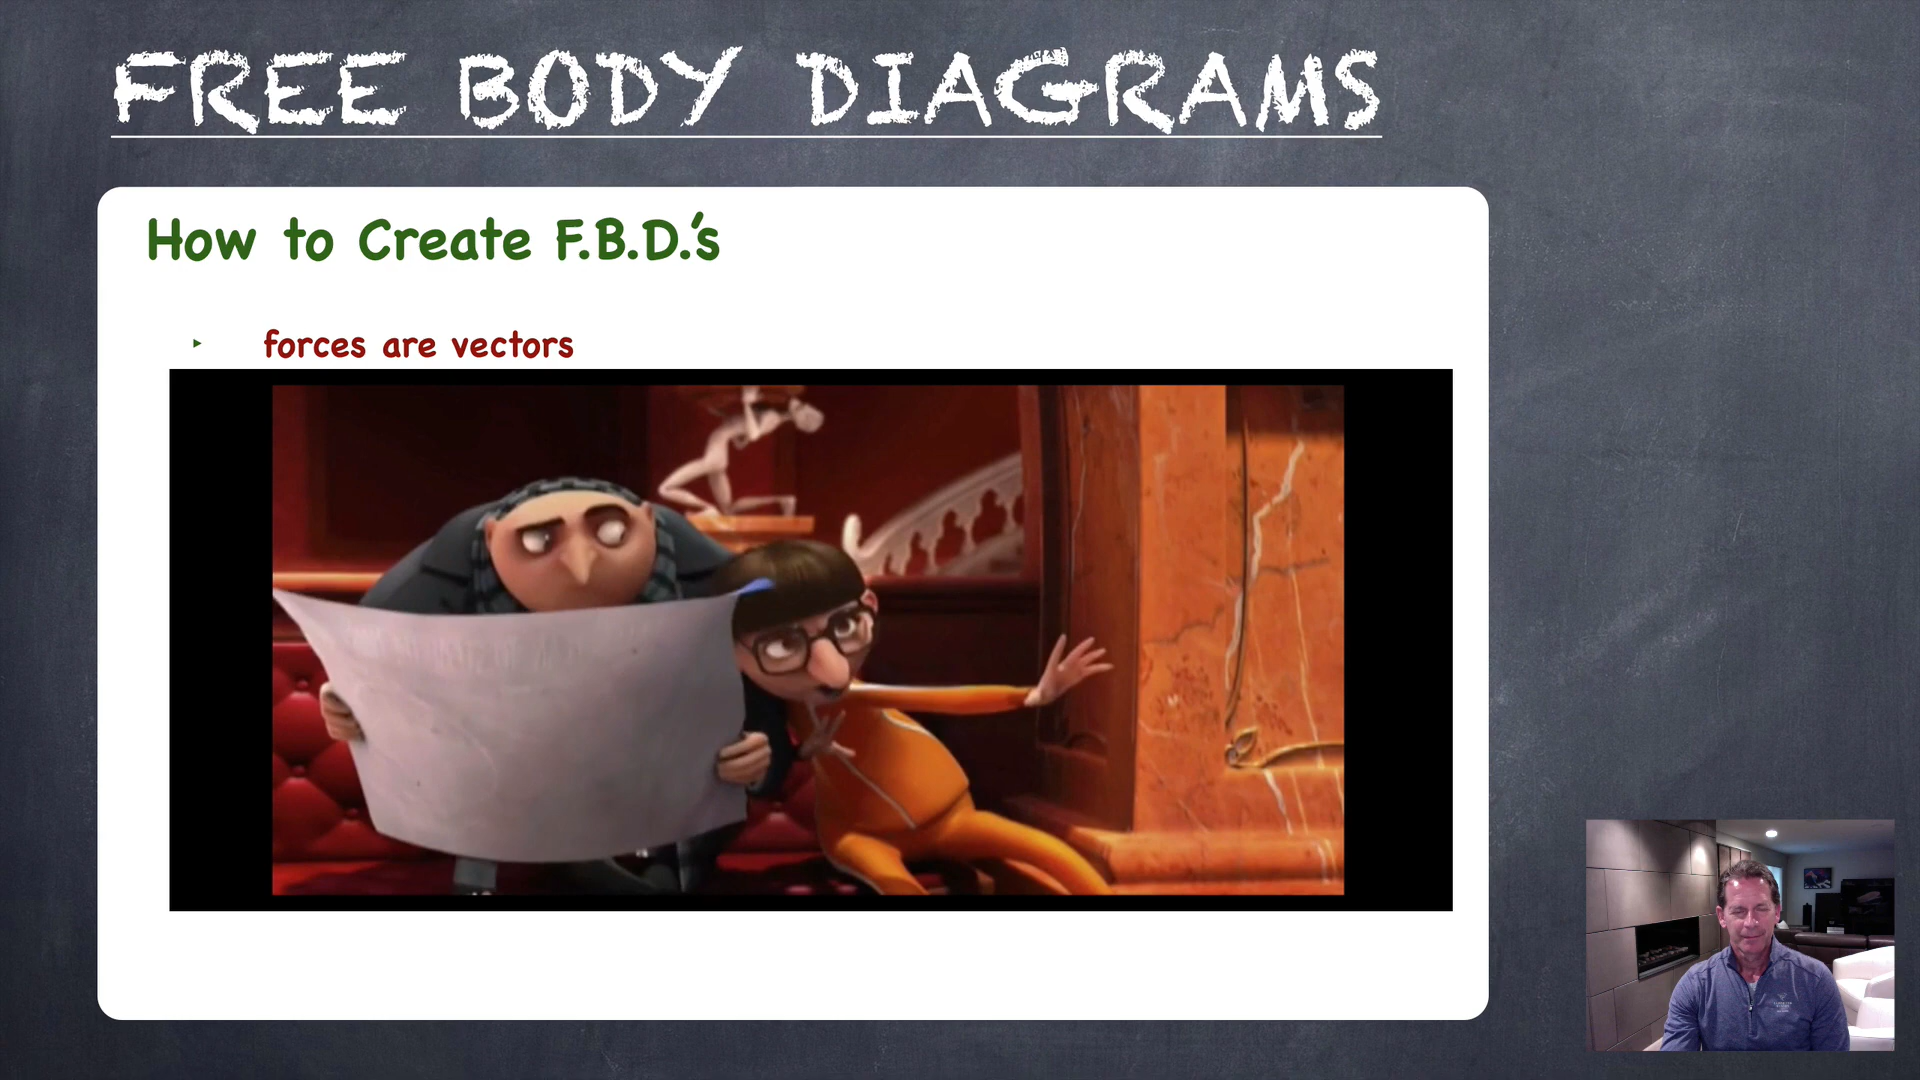 FREE BODY DIAGRAMS
How to Create F.B.D.'s
‣ forces are vectors